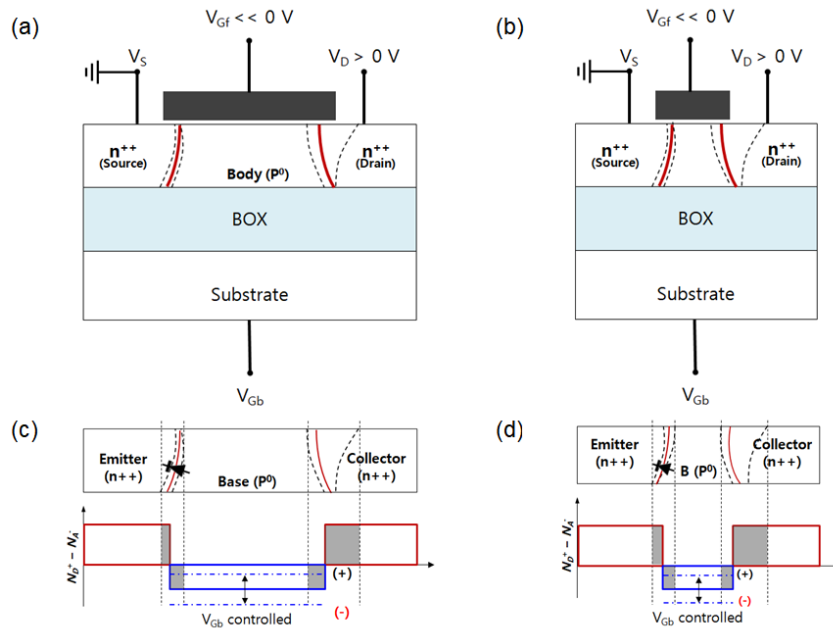 (a)
V_Gf << 0 V
V_S
V_D > 0 V
n++
(Source)
Body (P⁰)
n++
(Drain)
BOX
Substrate
V_Gb
(b)
V_Gf << 0 V
V_S
V_D > 0 V
n++
(Source)
n++
(Drain)
BOX
Substrate
V_Gb
(c)
Emitter
(n++)
Base (P⁰)
Collector
(n++)
N_D⁺ − N_A⁻
(+)
(-)
V_Gb controlled
(d)
Emitter
(n++)
B (P⁰)
Collector
(n++)
N_D⁺ − N_A⁻
(+)
(-)
V_Gb controlled